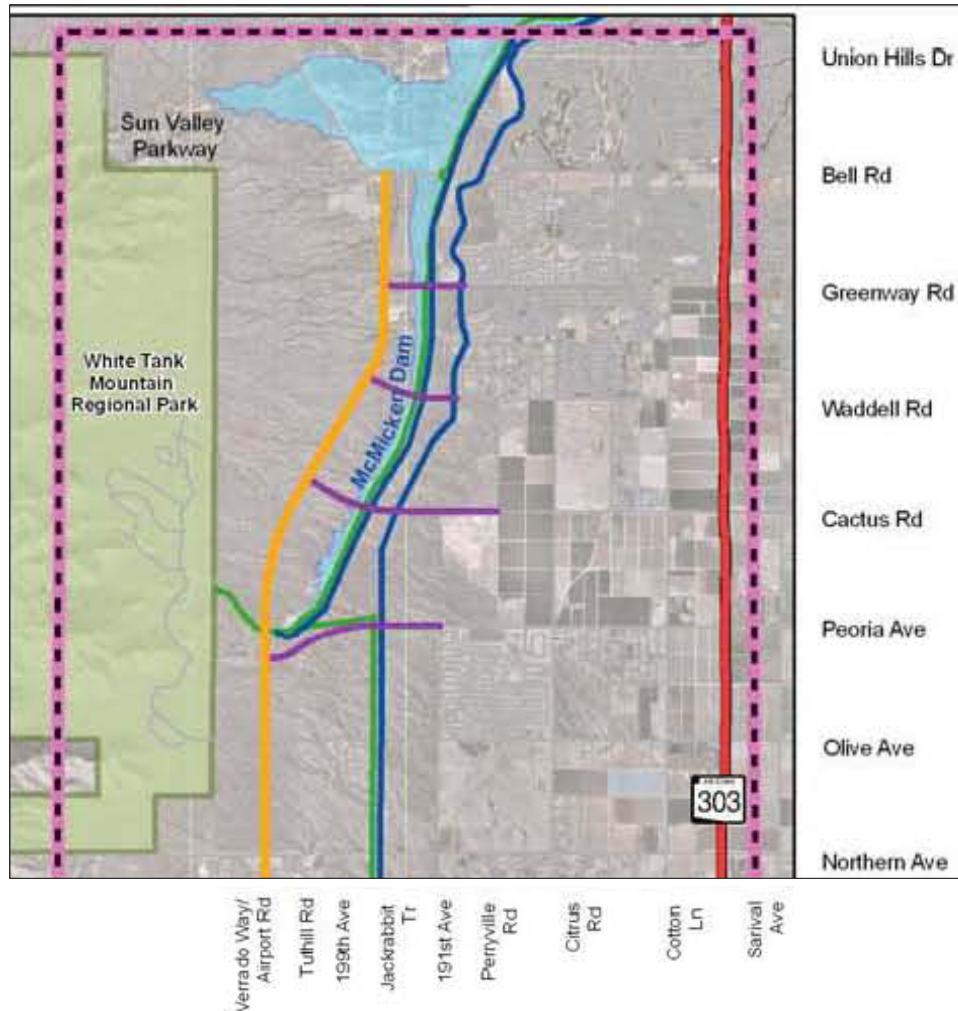 Union Hills Dr
Sun Valley
Parkway
Bell Rd
Greenway Rd
White Tank
Mountain
Regional Park
McMicken Dam
Waddell Rd
Cactus Rd
Peoria Ave
Olive Ave
303
Northern Ave
Verrado Way/
Airport Rd
Tuthill Rd
199th Ave
Jackrabbit
Tr
191st Ave
Perryville
Rd
Citrus
Rd
Cotton
Ln
Sarival
Ave